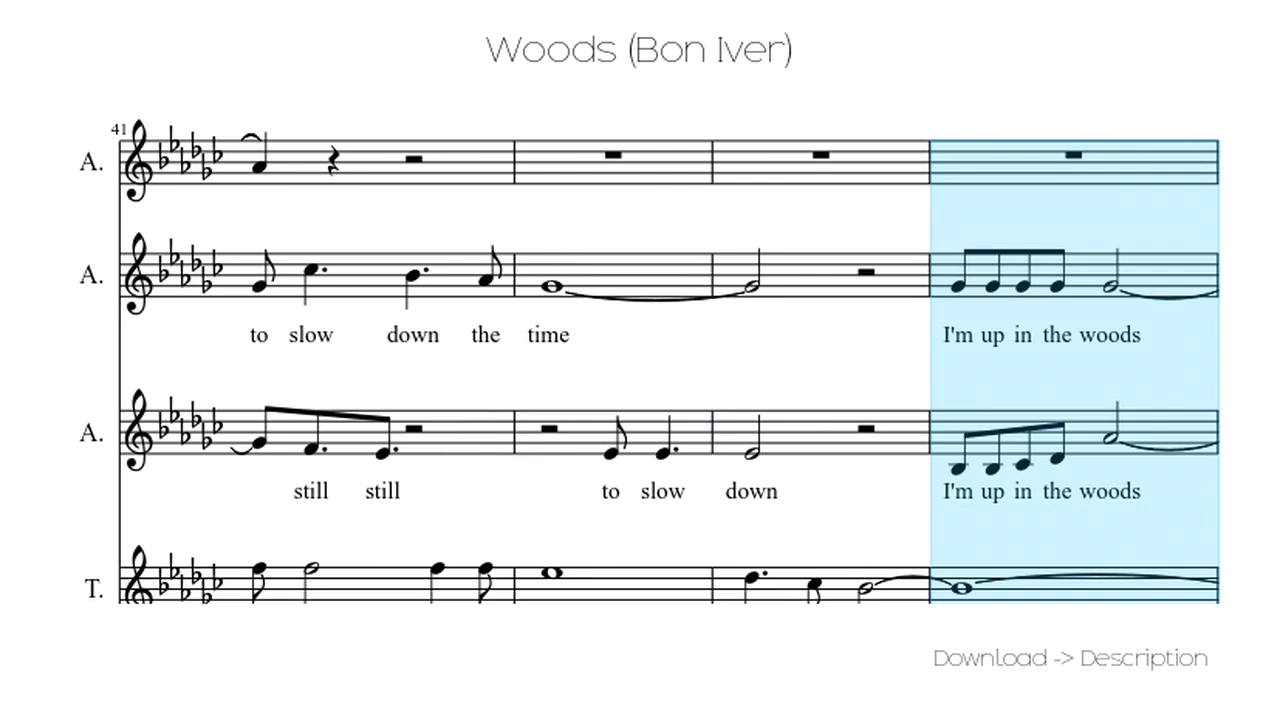 Woods (Bon Iver)
41
A.
A.
to slow down the time I'm up in the woods
A.
still still to slow down I'm up in the woods
T.
Download -> Description